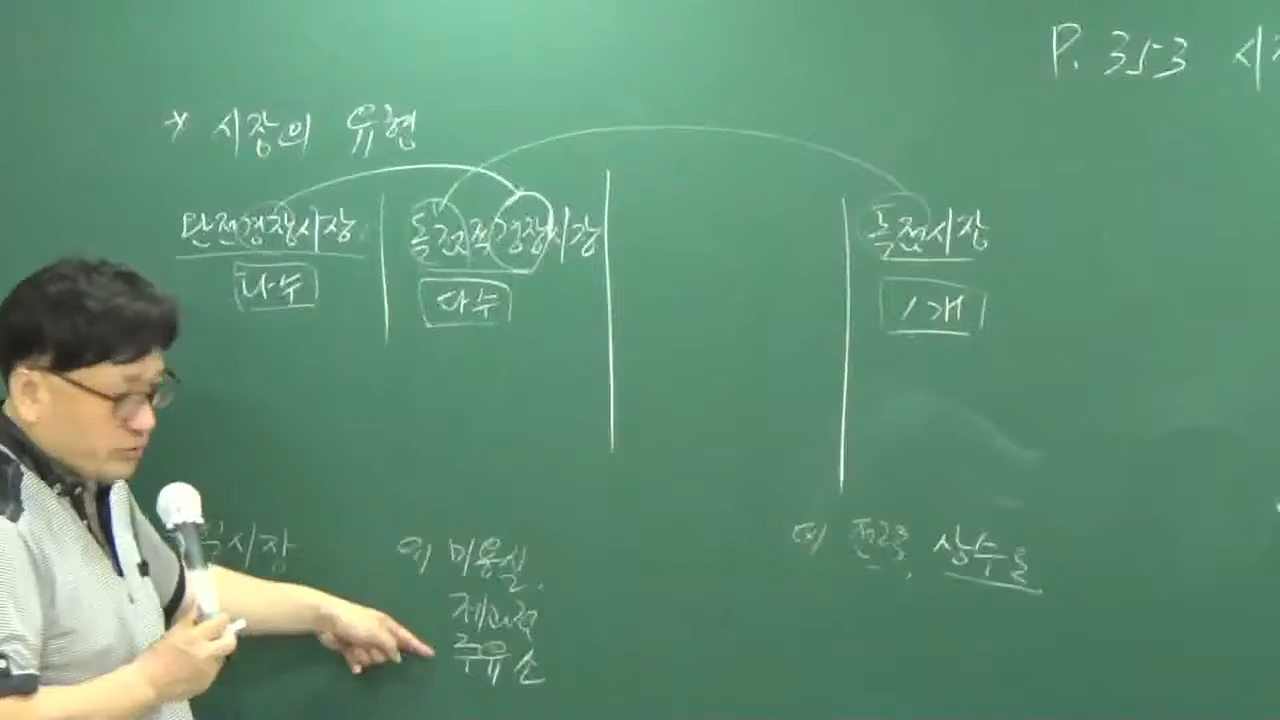 P. 353 시
* 시장의 유형
완전경쟁시장
독점적경쟁시장
독점시장
다수
다수
1개
시장
예 미용실,
제과점
주유소
예 전력, 상수도